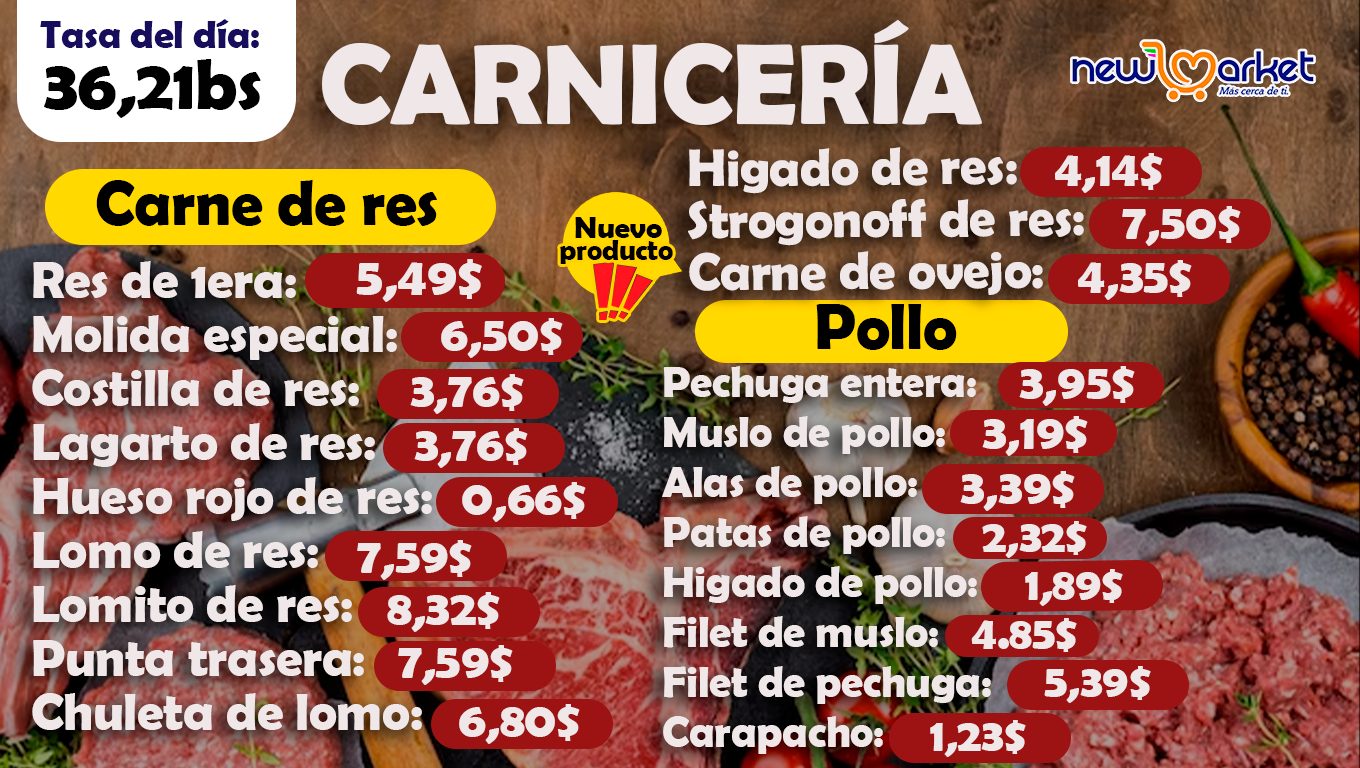 Tasa del día:
36,21bs
CARNICERÍA
new market
Más cerca de ti.
Carne de res
Res de 1era: 5,49$
Molida especial: 6,50$
Costilla de res: 3,76$
Lagarto de res: 3,76$
Hueso rojo de res: 0,66$
Lomo de res: 7,59$
Lomito de res: 8,32$
Punta trasera: 7,59$
Chuleta de lomo: 6,80$
Nuevo
producto
Higado de res: 4,14$
Strogonoff de res: 7,50$
Carne de ovejo: 4,35$
Pollo
Pechuga entera: 3,95$
Muslo de pollo: 3,19$
Alas de pollo: 3,39$
Patas de pollo: 2,32$
Higado de pollo: 1,89$
Filet de muslo: 4.85$
Filet de pechuga: 5,39$
Carapacho: 1,23$